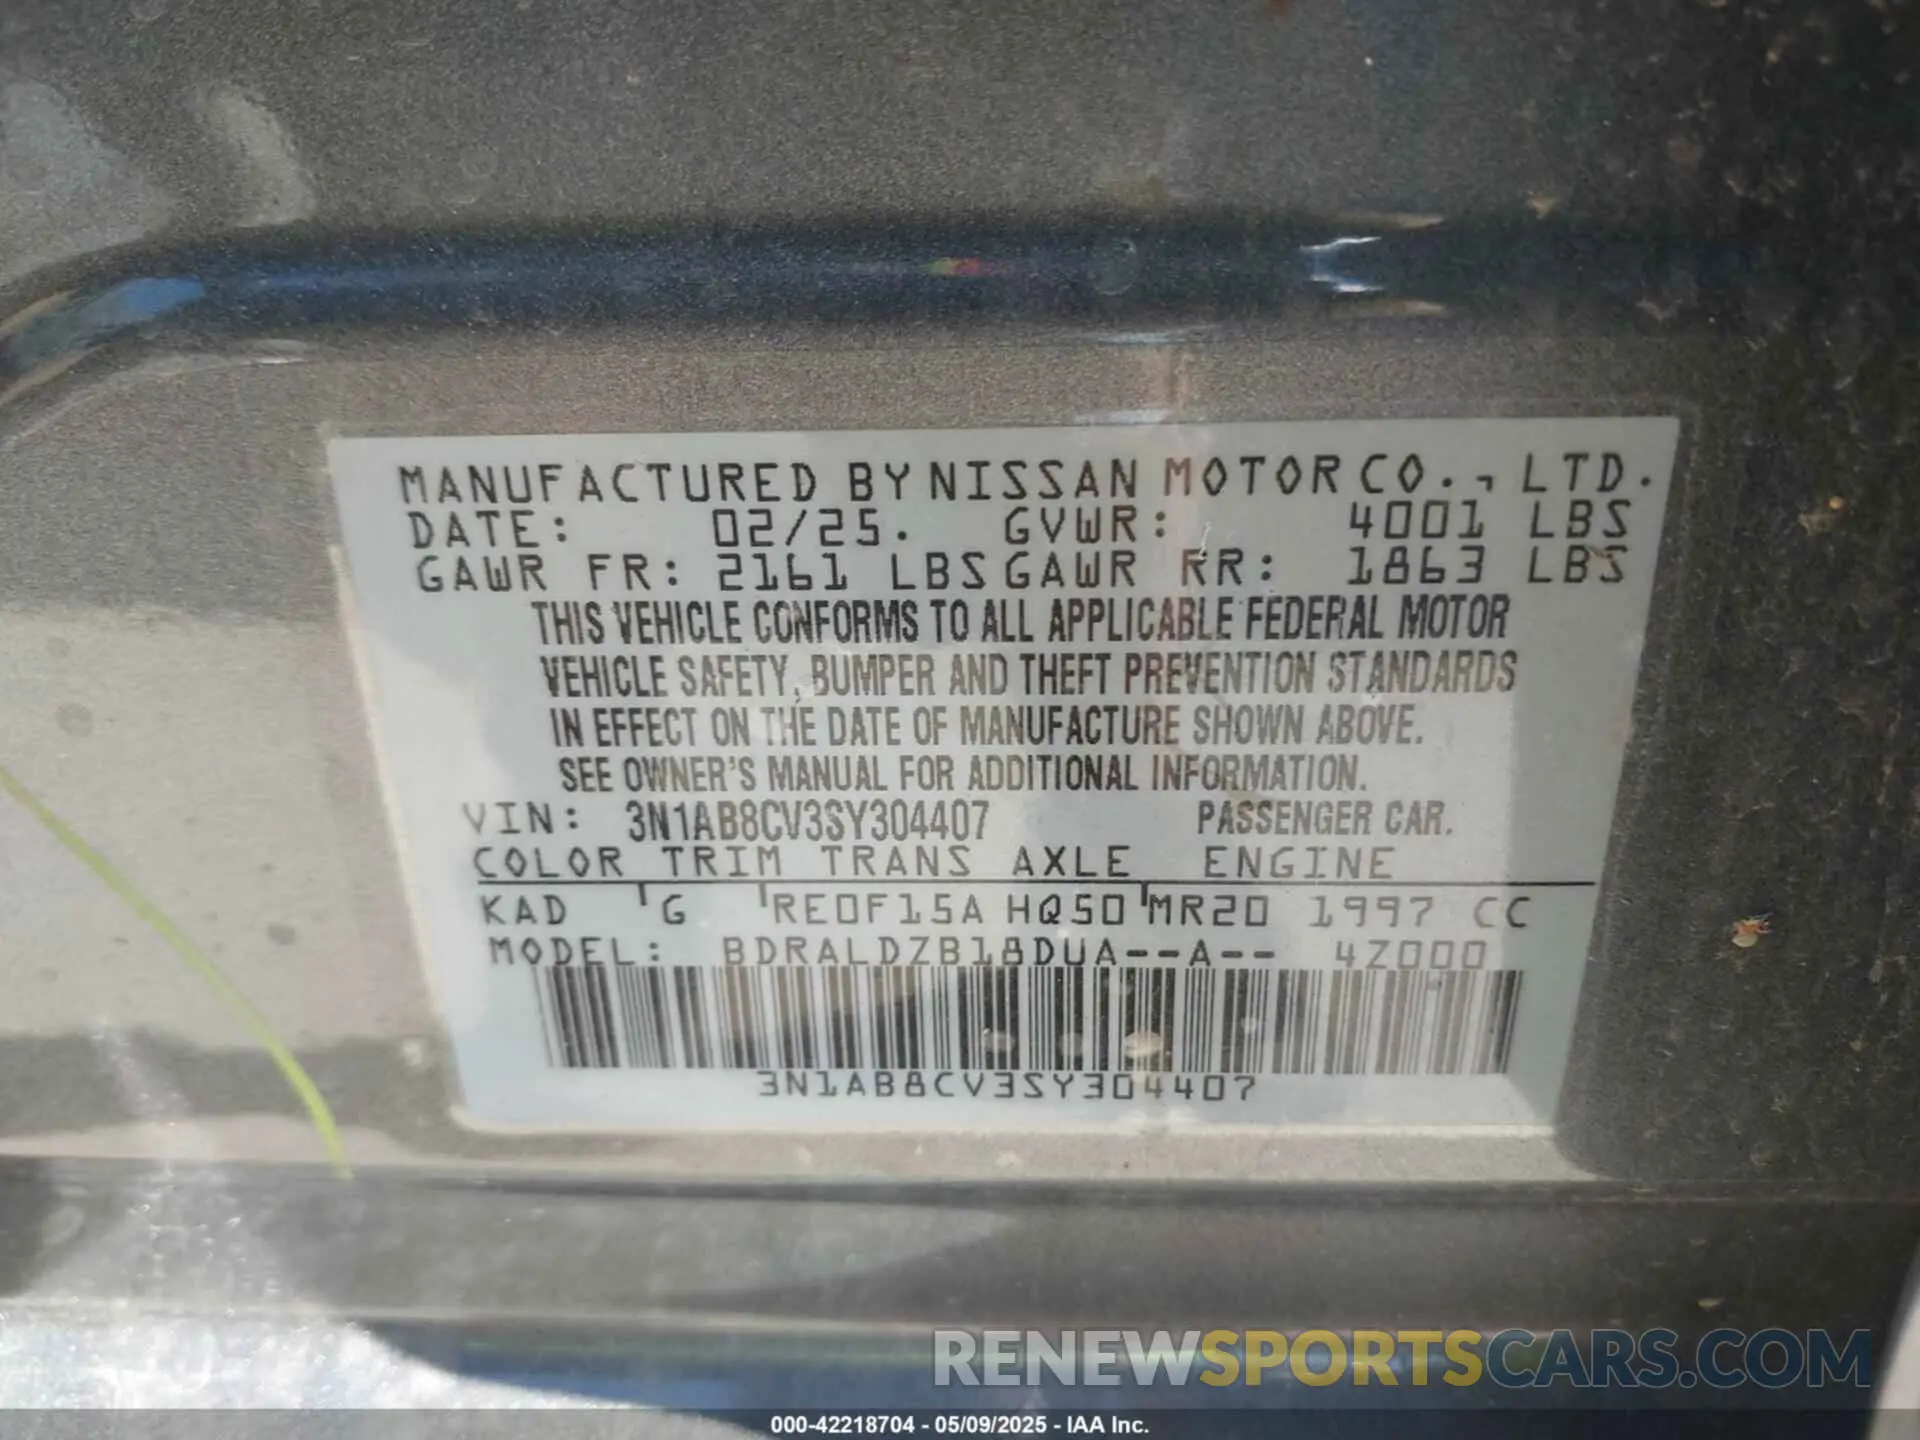 MANUFACTURED BY NISSAN MOTOR CO., LTD.
DATE: 02/25. GVWR: 4001 LBS
GAWR FR: 2161 LBS GAWR RR: 1863 LBS
THIS VEHICLE CONFORMS TO ALL APPLICABLE FEDERAL MOTOR
VEHICLE SAFETY, BUMPER AND THEFT PREVENTION STANDARDS
IN EFFECT ON THE DATE OF MANUFACTURE SHOWN ABOVE.
SEE OWNER'S MANUAL FOR ADDITIONAL INFORMATION.
VIN: 3N1AB8CV3SY304407 PASSENGER CAR.
COLOR TRIM TRANS AXLE ENGINE
KAD G RE0F15A HQ50 MR20 1997 CC
MODEL: BDRALDZB18DUA--A-- 4Z000
3N1AB8CV3SY304407
RENEWSPORTSCARS.COM
000-42218704 - 05/09/2025 - IAA Inc.